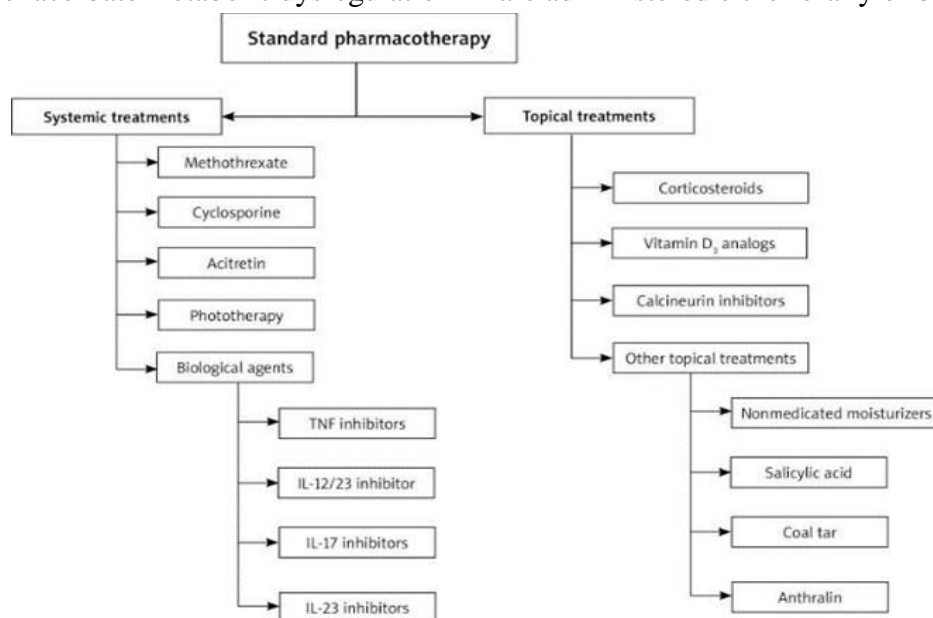 Standard pharmacotherapy
Systemic treatments
Methothrexate
Cyclosporine
Acitretin
Phototherapy
Biological agents
TNF inhibitors
IL-12/23 inhibitor
IL-17 inhibitors
IL-23 inhibitors
Topical treatments
Corticosteroids
Vitamin D₃ analogs
Calcineurin inhibitors
Other topical treatments
Nonmedicated moisturizers
Salicylic acid
Coal tar
Anthralin